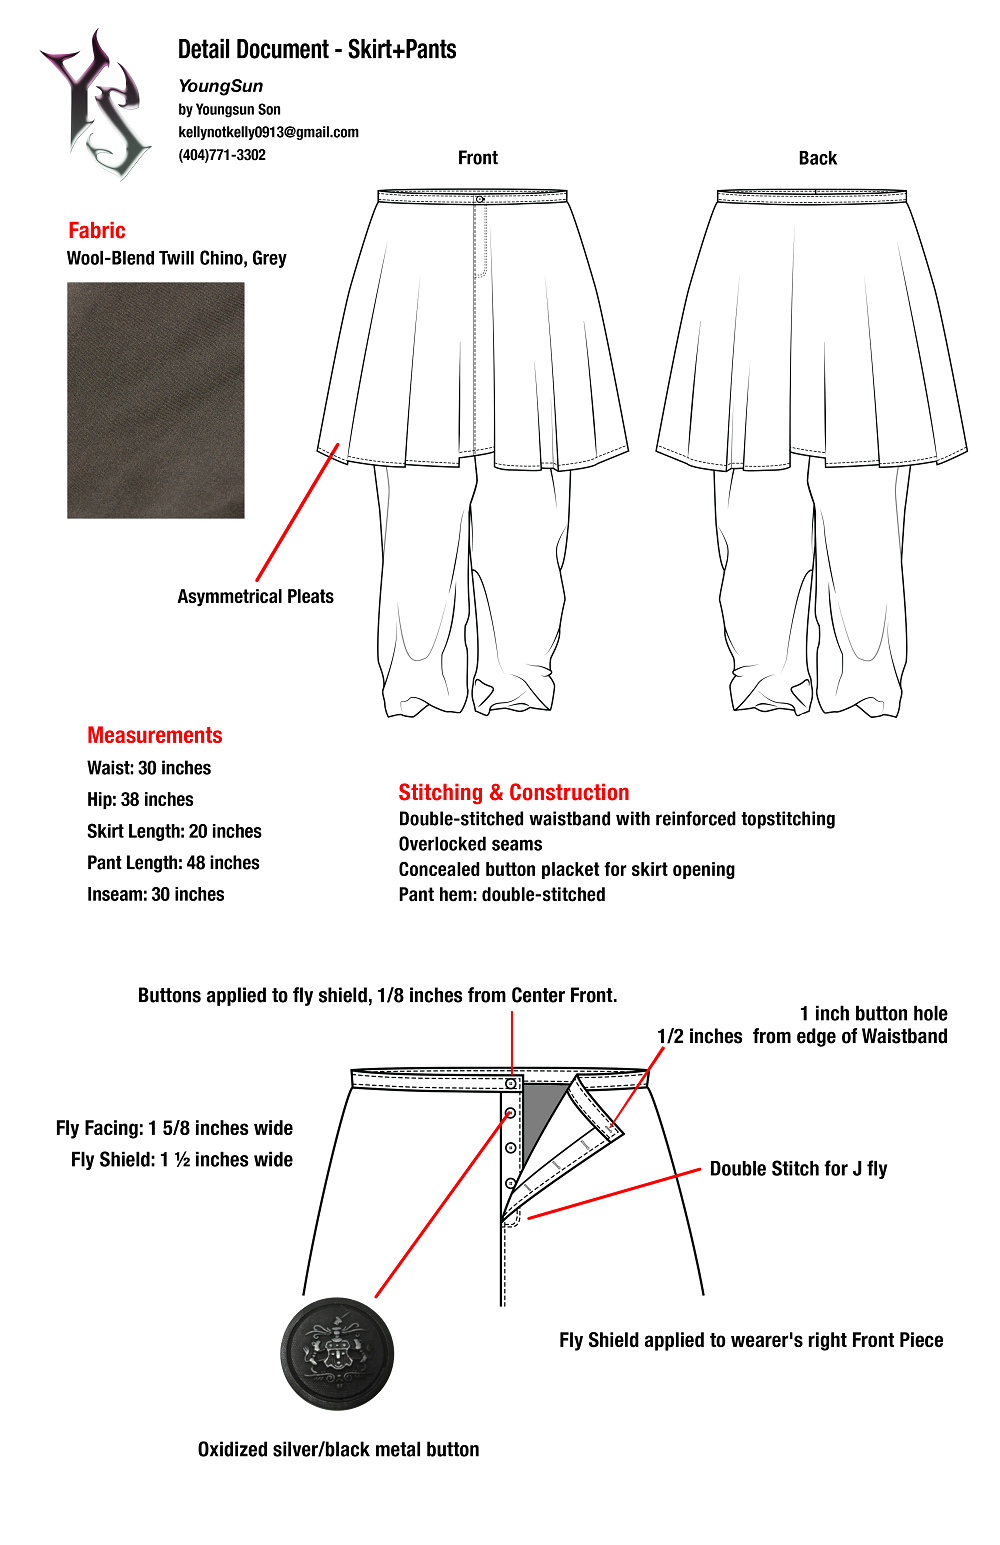 YS
Detail Document - Skirt+Pants
YoungSun
by Youngsun Son
kellynotkelly0913@gmail.com
(404)771-3302
Front
Back
Fabric
Wool-Blend Twill Chino, Grey
Asymmetrical Pleats
Measurements
Waist: 30 inches
Hip: 38 inches
Skirt Length: 20 inches
Pant Length: 48 inches
Inseam: 30 inches
Stitching & Construction
Double-stitched waistband with reinforced topstitching
Overlocked seams
Concealed button placket for skirt opening
Pant hem: double-stitched
Buttons applied to fly shield, 1/8 inches from Center Front.
1 inch button hole
1/2 inches  from edge of Waistband
Fly Facing: 1 5/8 inches wide
Fly Shield: 1 ½ inches wide
Double Stitch for J fly
Fly Shield applied to wearer's right Front Piece
Oxidized silver/black metal button